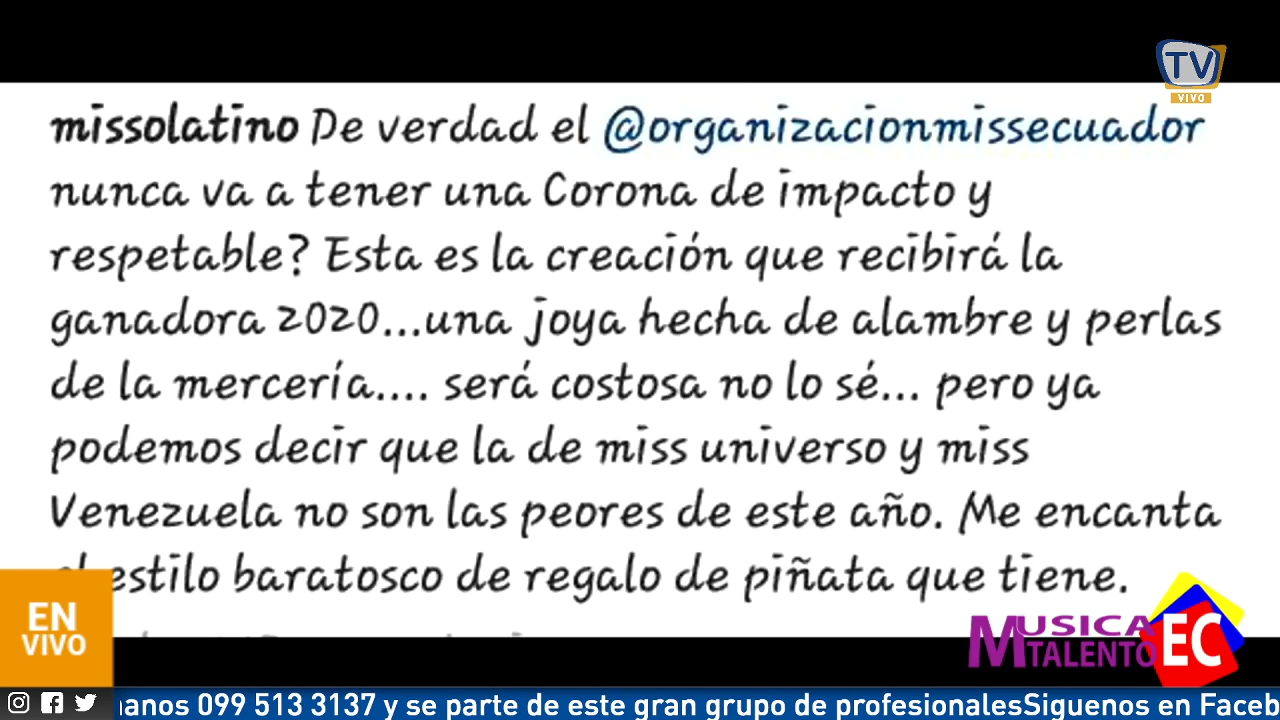 TV
VIVO
missolatino De verdad el @organizacionmissecuador
nunca va a tener una Corona de impacto y
respetable? Esta es la creación que recibirá la
ganadora 2020...una joya hecha de alambre y perlas
de la mercería.... será costosa no lo sé... pero ya
podemos decir que la de miss universo y miss
Venezuela no son las peores de este año. Me encanta
estilo baratosco de regalo de piñata que tiene.
EN
VIVO
MUSICA
TALENTO
EC
099 513 3137 y se parte de este gran grupo de profesionalesSiguenos en Faceb